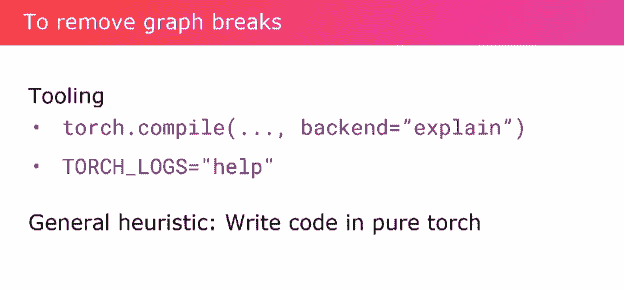 To remove graph breaks
Tooling
• torch.compile(..., backend="explain")
• TORCH_LOGS="help"
General heuristic: Write code in pure torch